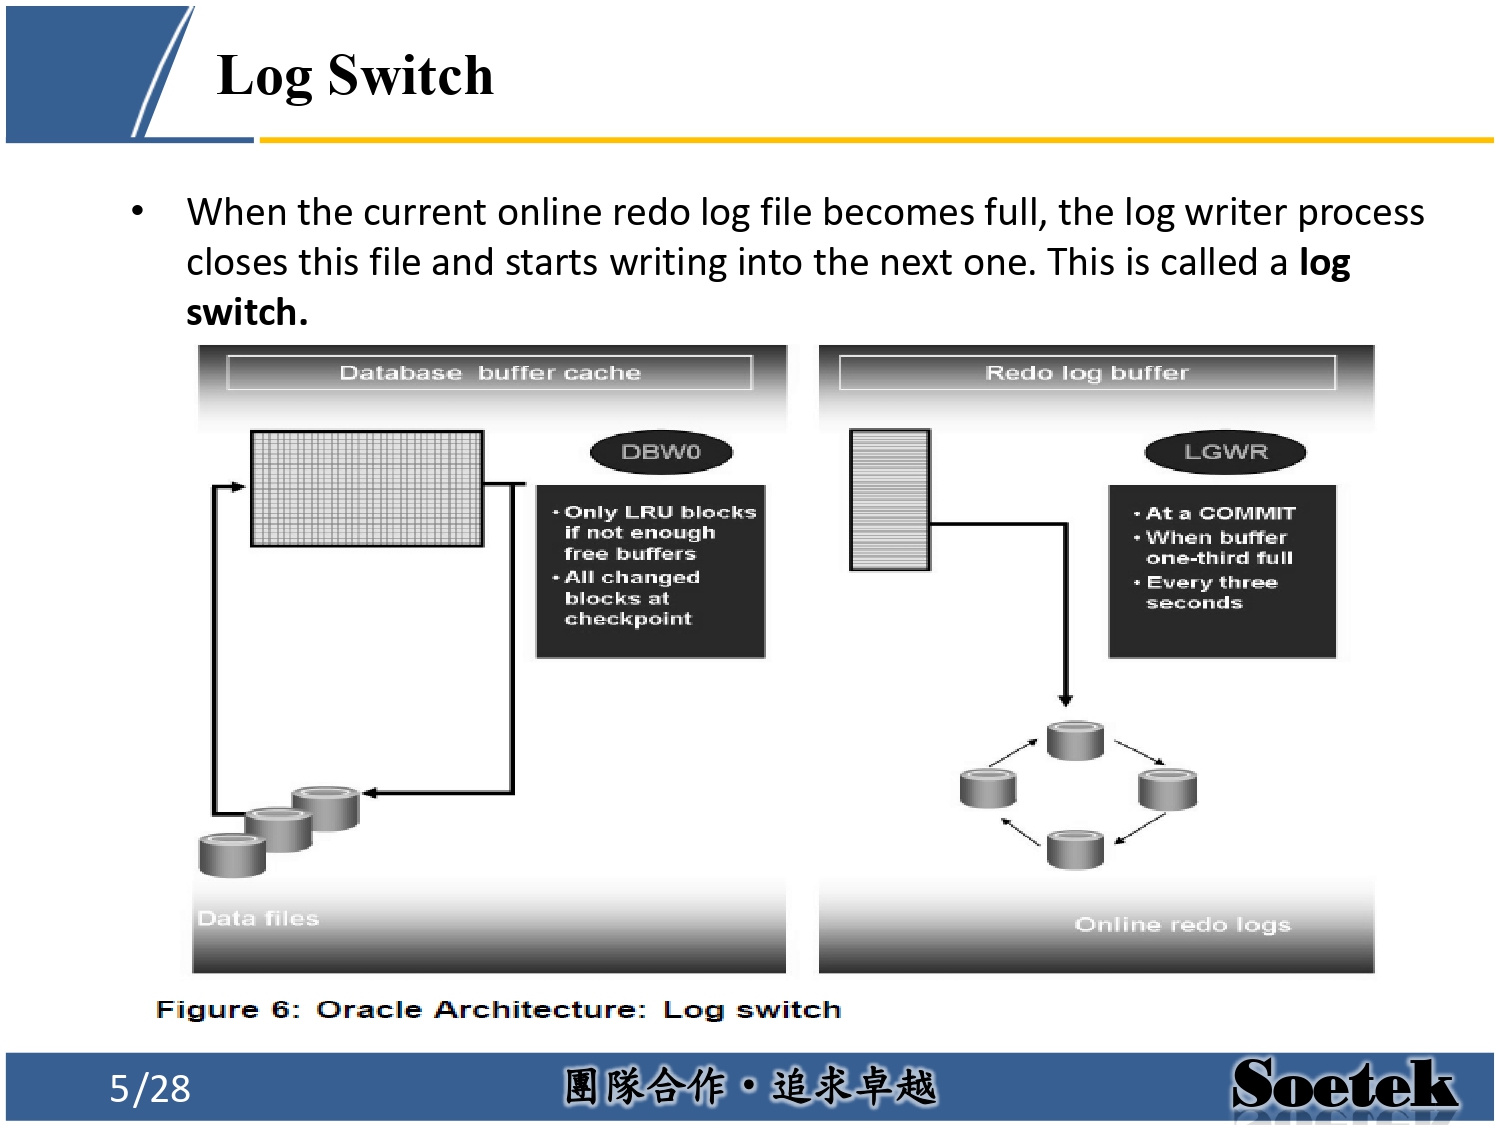 Log Switch
• When the current online redo log file becomes full, the log writer process
closes this file and starts writing into the next one. This is called a log
switch.
Database buffer cache
DBW0
• Only LRU blocks
if not enough
free buffers
• All changed
blocks at
checkpoint
Data files
Redo log buffer
LGWR
• At a COMMIT
• When buffer
one-third full
• Every three
seconds
Online redo logs
Figure 6: Oracle Architecture: Log switch
5/28
團隊合作・追求卓越
Soetek